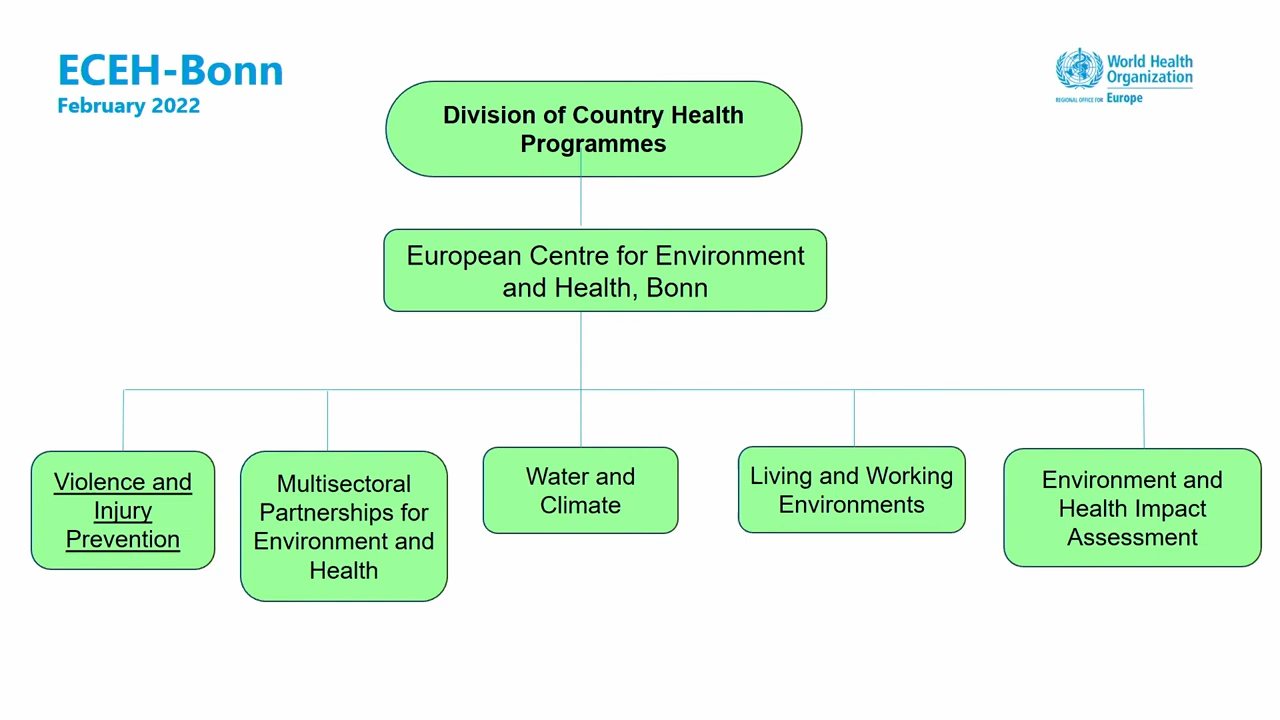 ECEH-Bonn
February 2022
World Health
Organization
REGIONAL OFFICE FOR Europe
Division of Country Health
Programmes
European Centre for Environment
and Health, Bonn
Violence and
Injury
Prevention
Multisectoral
Partnerships for
Environment and
Health
Water and
Climate
Living and Working
Environments
Environment and
Health Impact
Assessment